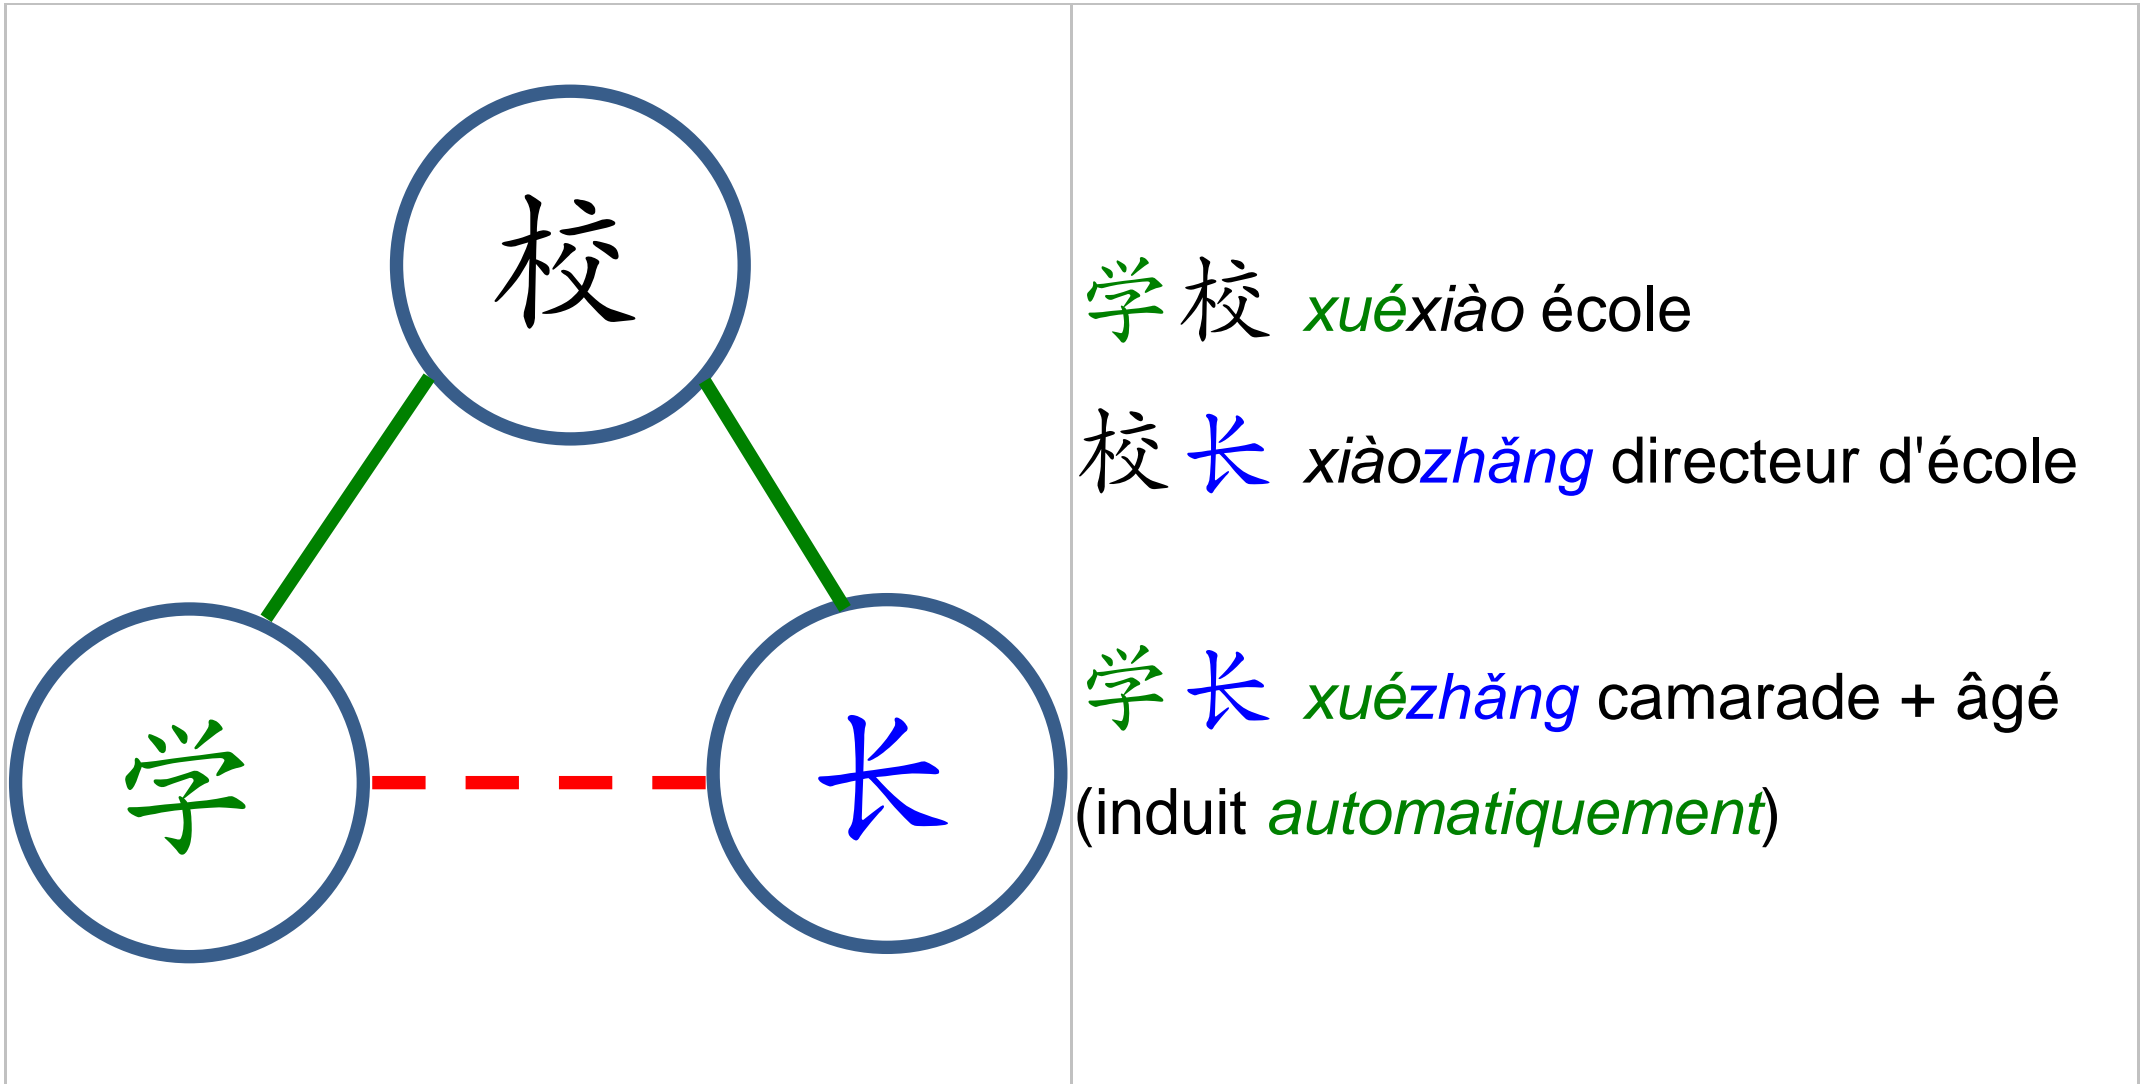 校
学
长
学校 xuéxiào école
校长 xiàozhǎng directeur d'école
学长 xuézhǎng camarade + âgé
(induit automatiquement)